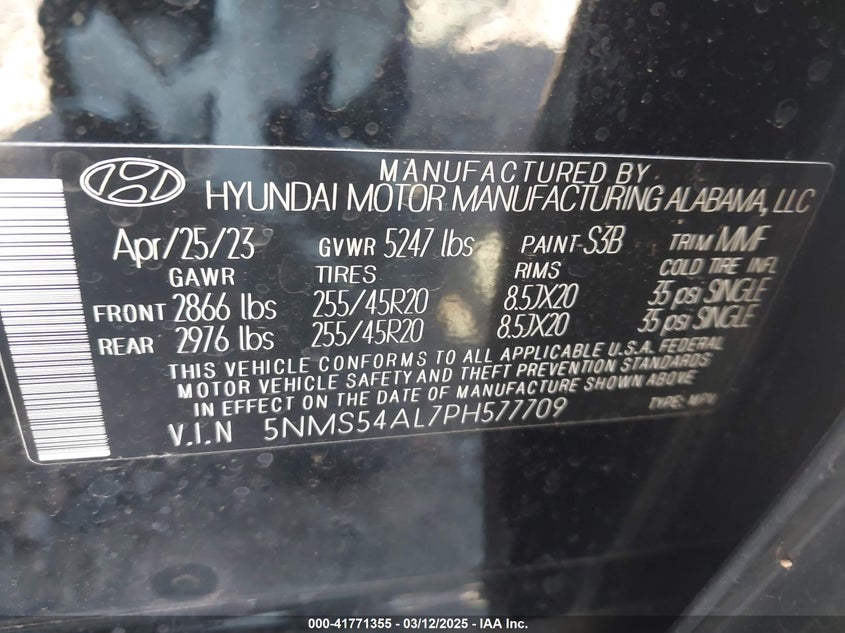 MANUFACTURED BY
HYUNDAI MOTOR MANUFACTURING ALABAMA, LLC
Apr/25/23 GVWR 5247 lbs PAINT-S3B TRIM MMF
GAWR TIRES RIMS COLD TIRE INFL
FRONT 2866 lbs 255/45R20 8.5JX20 35 psi SINGLE
REAR 2976 lbs 255/45R20 8.5JX20 35 psi SINGLE
THIS VEHICLE CONFORMS TO ALL APPLICABLE U.S.A. FEDERAL
MOTOR VEHICLE SAFETY AND THEFT PREVENTION STANDARDS
IN EFFECT ON THE DATE OF MANUFACTURE SHOWN ABOVE
V.I.N 5NMS54AL7PH577709 TYPE: MPV
000-41771355 - 03/12/2025 - IAA Inc.